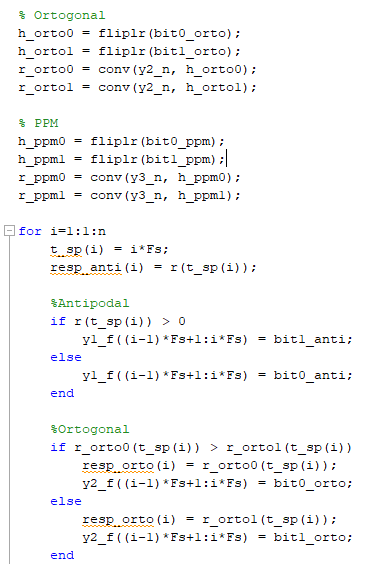 % Ortogonal
h_orto0 = fliplr(bit0_orto);
h_orto1 = fliplr(bit1_orto);
r_orto0 = conv(y2_n, h_orto0);
r_orto1 = conv(y2_n, h_orto1);
% PPM
h_ppm0 = fliplr(bit0_ppm);
h_ppm1 = fliplr(bit1_ppm);
r_ppm0 = conv(y3_n, h_ppm0);
r_ppm1 = conv(y3_n, h_ppm1);
for i=1:1:n
t_sp(i) = i*Fs;
resp_anti(i) = r(t_sp(i));
%Antipodal
if r(t_sp(i)) > 0
y1_f((i-1)*Fs+1:i*Fs) = bit1_anti;
else
y1_f((i-1)*Fs+1:i*Fs) = bit0_anti;
end
%Ortogonal
if r_orto0(t_sp(i)) > r_orto1(t_sp(i))
resp_orto(i) = r_orto0(t_sp(i));
y2_f((i-1)*Fs+1:i*Fs) = bit0_orto;
else
resp_orto(i) = r_orto1(t_sp(i));
y2_f((i-1)*Fs+1:i*Fs) = bit1_orto;
end